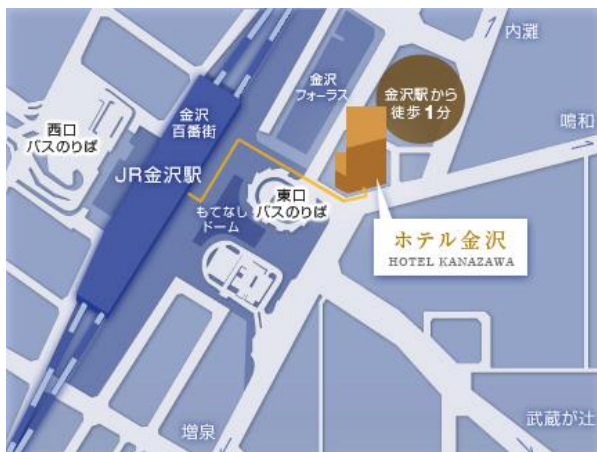 内灘
金沢
フォーラス
金沢駅から
徒歩1分
金沢
百番街
鳴和
西口
バスのりば
JR金沢駅
東口
バスのりば
もてなし
ドーム
ホテル金沢
HOTEL KANAZAWA
武蔵が辻
増泉